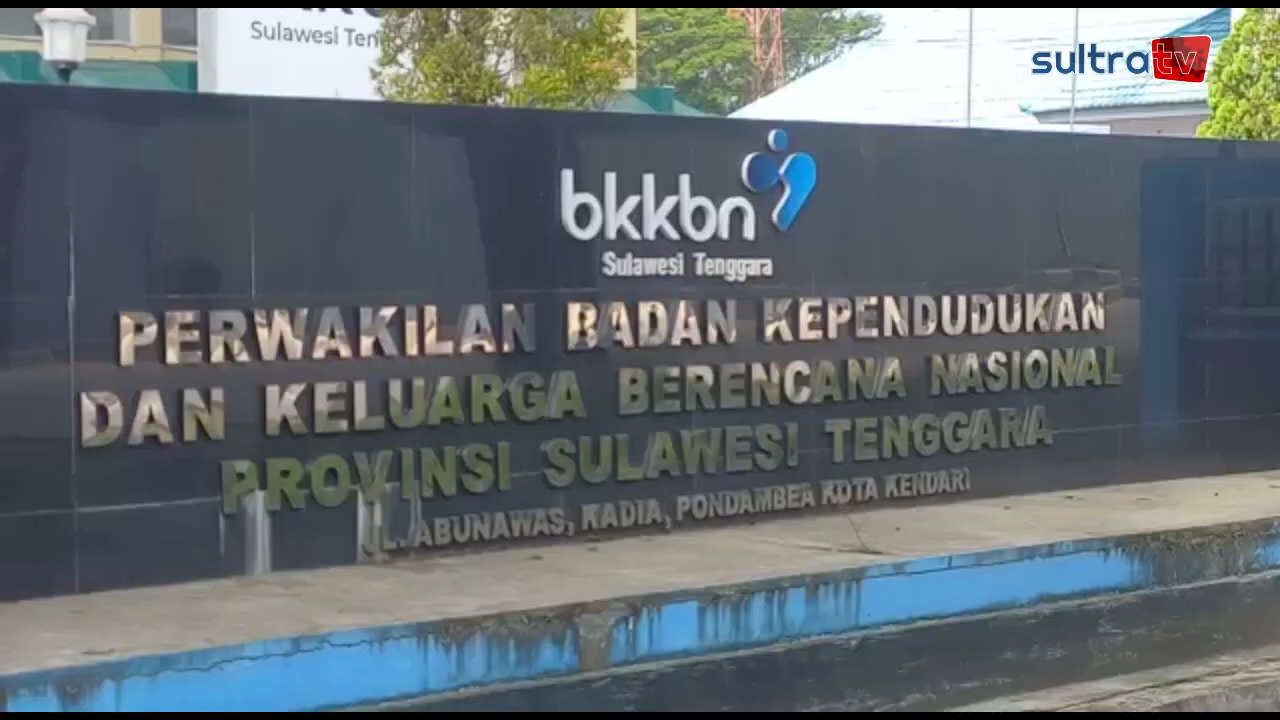 Sulawesi Ten
sultratv
bkkbn
Sulawesi Tenggara
PERWAKILAN BADAN KEPENDUDUKAN
DAN KELUARGA BERENCANA NASIONAL
PROVINSI SULAWESI TENGGARA
JL. ABUNAWAS, KADIA, PONDAMBEA KOTA KENDARI